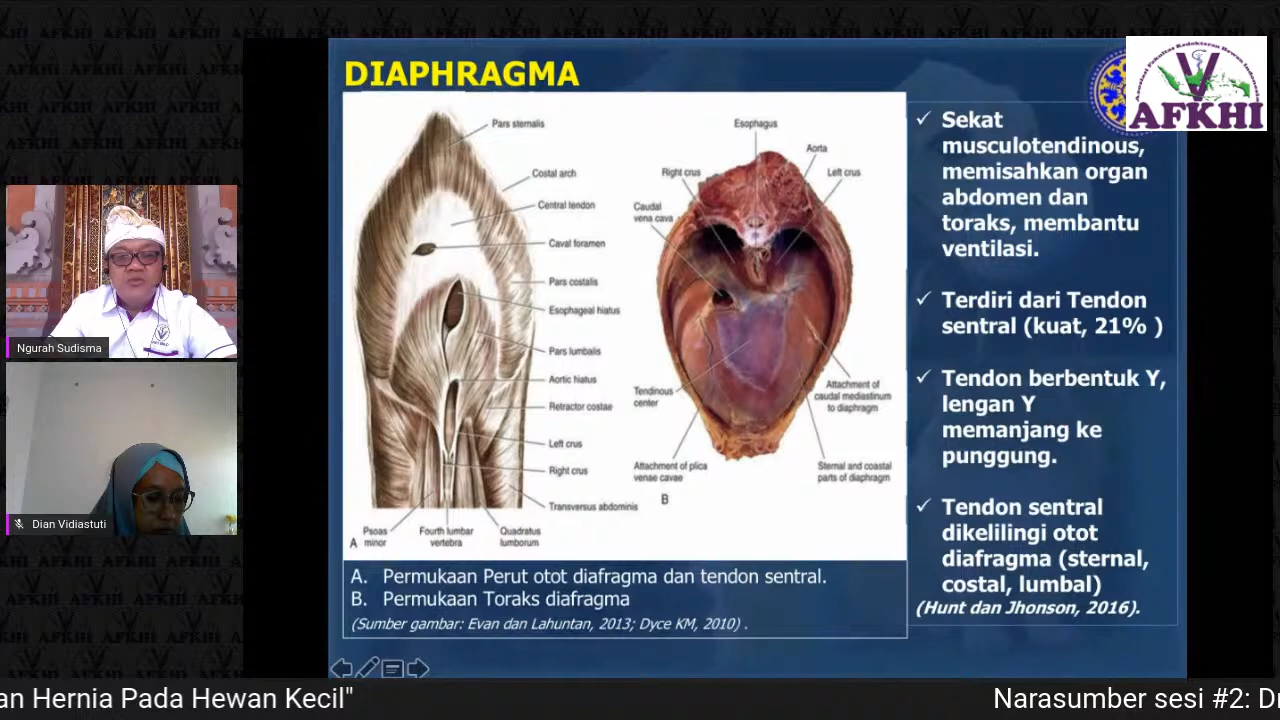 DIAPHRAGMA
Pars sternalis
Costal arch
Central tendon
Caval foramen
Pars costalis
Esophageal hiatus
Pars lumbalis
Aortic hiatus
Retractor costae
Left crus
Right crus
Transversus abdominis
Psoas
minor
Fourth lumbar
vertebra
Quadratus
lumborum
A
Esophagus
Aorta
Right crus
Left crus
Caudal
vena cava
Tendinous
center
Attachment of
caudal mediastinum
to diaphragm
Attachment of plica
venae cavae
Sternal and coastal
parts of diaphragm
B
A. Permukaan Perut otot diafragma dan tendon sentral.
B. Permukaan Toraks diafragma
(Sumber gambar: Evan dan Lahuntan, 2013; Dyce KM, 2010) .
✓ Sekat
musculotendinous,
memisahkan organ
abdomen dan
toraks, membantu
ventilasi.
✓ Terdiri dari Tendon
sentral (kuat, 21% )
✓ Tendon berbentuk Y,
lengan Y
memanjang ke
punggung.
✓ Tendon sentral
dikelilingi otot
diafragma (sternal,
costal, lumbal)
(Hunt dan Jhonson, 2016).
AFKHI
Ngurah Sudisma
Dian Vidiastuti
an Hernia Pada Hewan Kecil"
Narasumber sesi #2: D